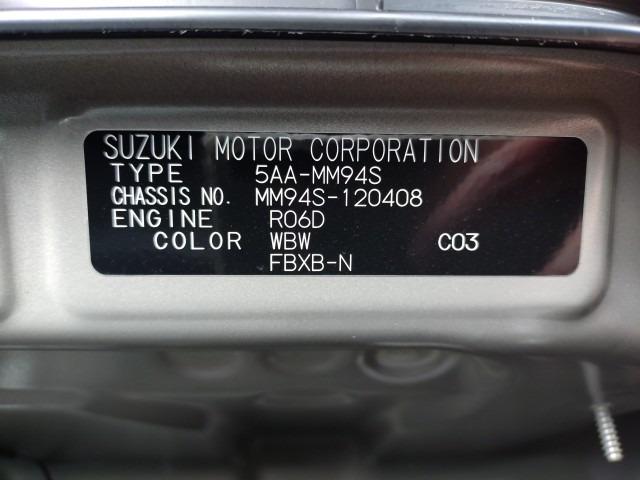 SUZUKI MOTOR CORPORATION
TYPE 5AA-MM94S
CHASSIS NO. MM94S-120408
ENGINE R06D
COLOR WBW C03
FBXB-N